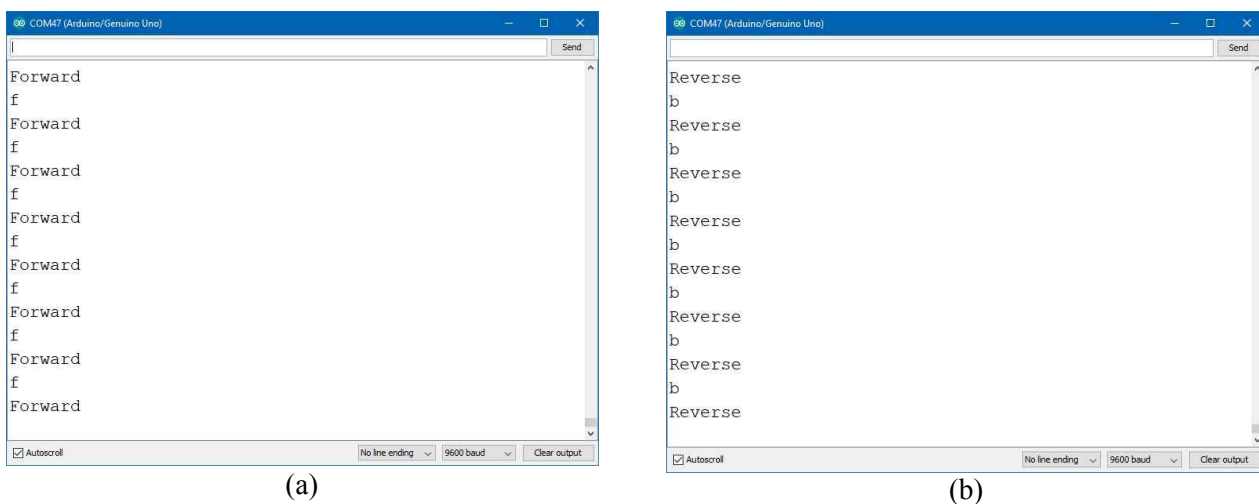 COM47 (Arduino/Genuino Uno)
Send
Forward
f
Forward
f
Forward
f
Forward
f
Forward
f
Forward
f
Forward
f
Forward
Autoscroll
No line ending
9600 baud
Clear output
(a)
COM47 (Arduino/Genuino Uno)
Send
Reverse
b
Reverse
b
Reverse
b
Reverse
b
Reverse
b
Reverse
b
Reverse
b
Reverse
Autoscroll
No line ending
9600 baud
Clear output
(b)